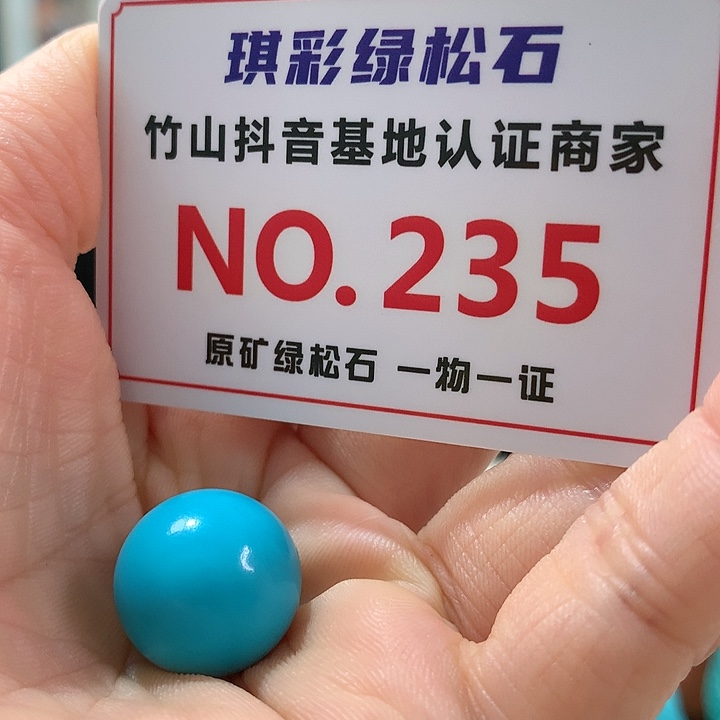 琪彩绿松石
竹山抖音基地认证商家
NO.235
原矿绿松石 一物一证